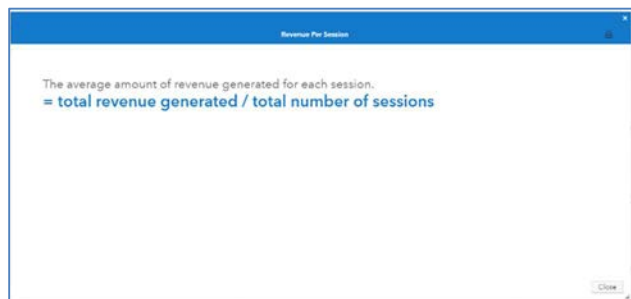 Revenue Per Session
The average amount of revenue generated for each session.
= total revenue generated / total number of sessions
Close